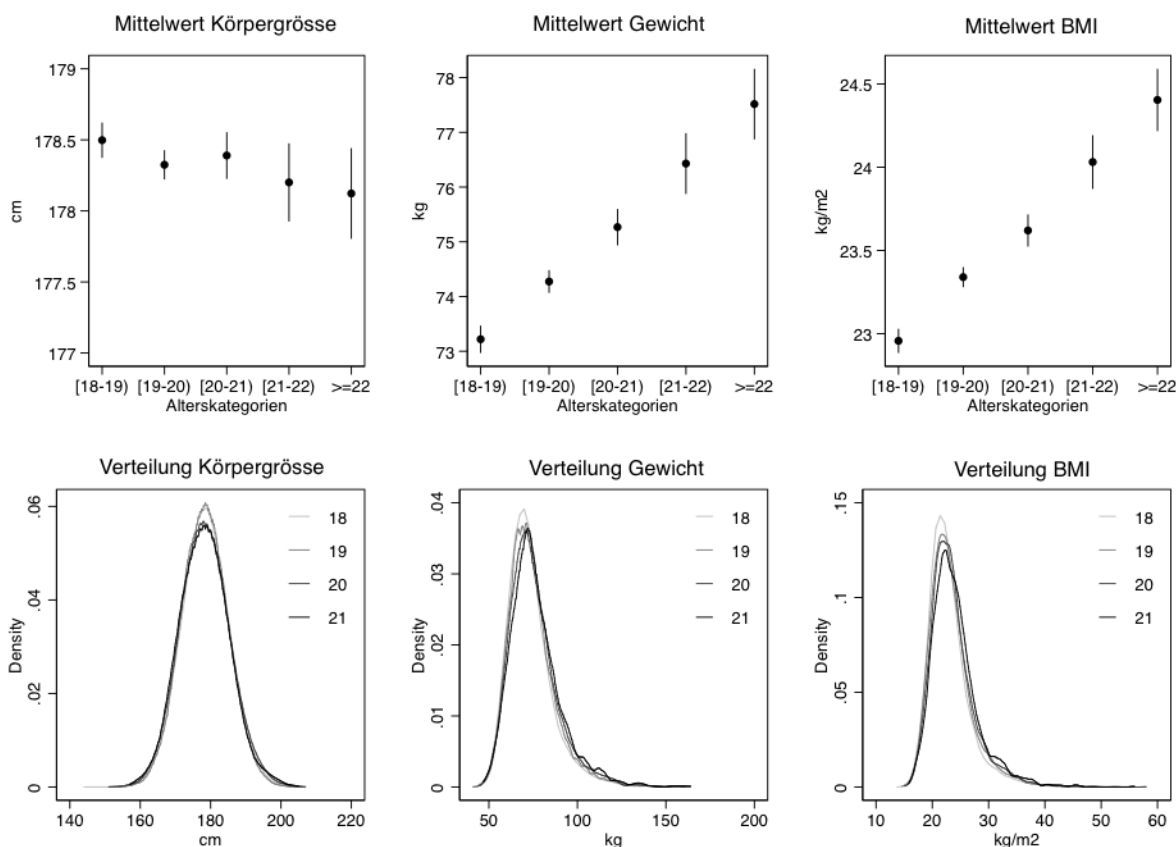 Mittelwert Körpergrösse
179
178.5
178
177.5
177
cm
[18-19) [19-20) [20-21) [21-22) >=22
Alterskategorien
Mittelwert Gewicht
78
77
76
75
74
73
kg
[18-19) [19-20) [20-21) [21-22) >=22
Alterskategorien
Mittelwert BMI
24.5
24
23.5
23
kg/m2
[18-19) [19-20) [20-21) [21-22) >=22
Alterskategorien
Verteilung Körpergrösse
.06
.04
.02
0
Density
18
19
20
21
140 160 180 200 220
cm
Verteilung Gewicht
.04
.03
.02
.01
0
Density
18
19
20
21
50 100 150 200
kg
Verteilung BMI
.15
.1
.05
0
Density
18
19
20
21
10 20 30 40 50 60
kg/m2